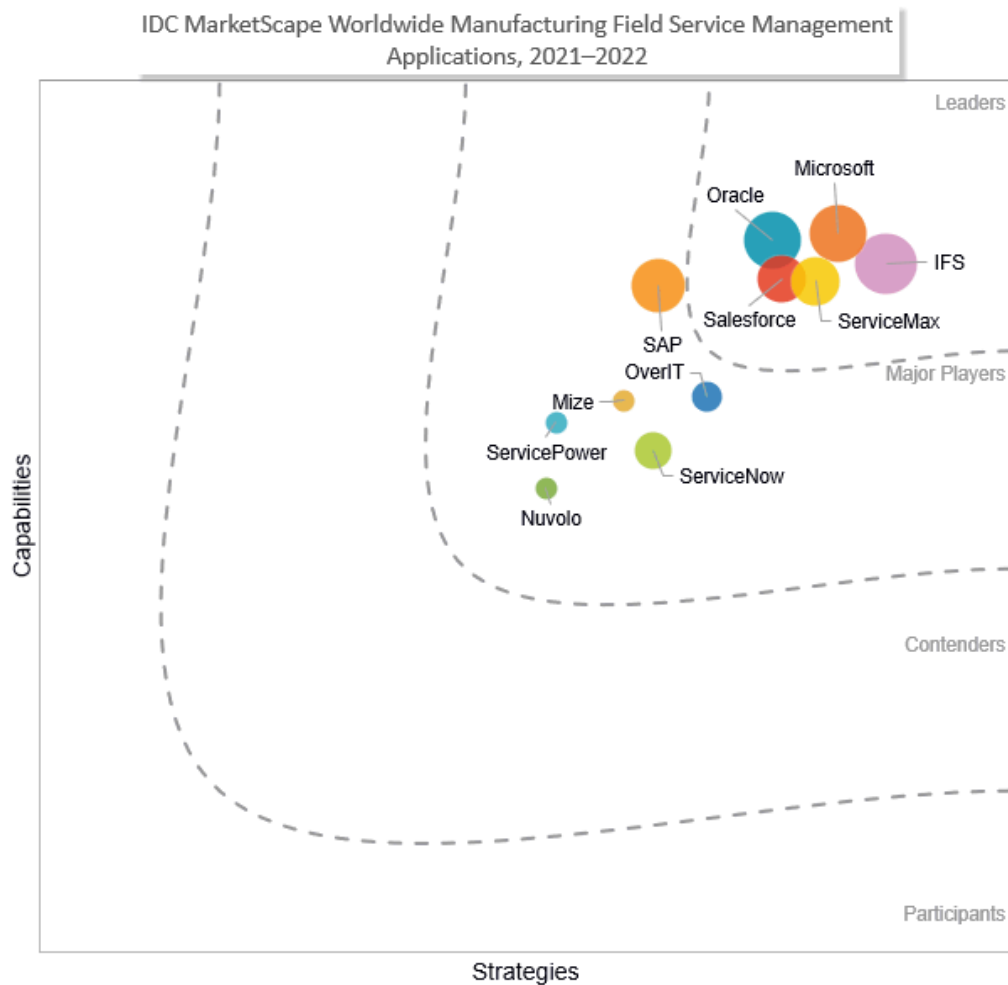 IDC MarketScape Worldwide Manufacturing Field Service Management
Applications, 2021–2022
Leaders
Microsoft
Oracle
IFS
Salesforce
ServiceMax
SAP
OverIT
Major Players
Mize
ServicePower
ServiceNow
Nuvolo
Capabilities
Contenders
Participants
Strategies